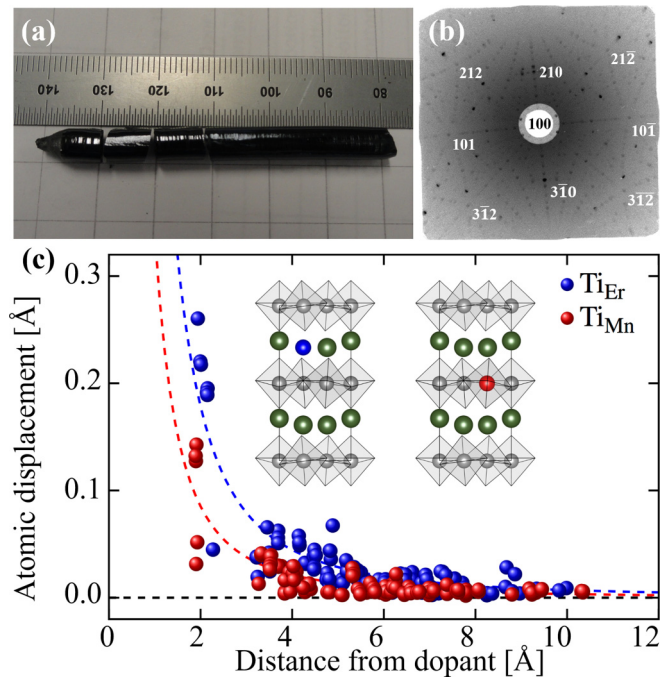 (a)
140 130 120 110 100 90 80
(b)
212 210 212̅
100
101 101̅
31̅2 31̅0 31̅2̅
(c)
Ti_Er
Ti_Mn
Atomic displacement [Å]
0.3
0.2
0.1
0.0
0 2 4 6 8 10 12
Distance from dopant [Å]